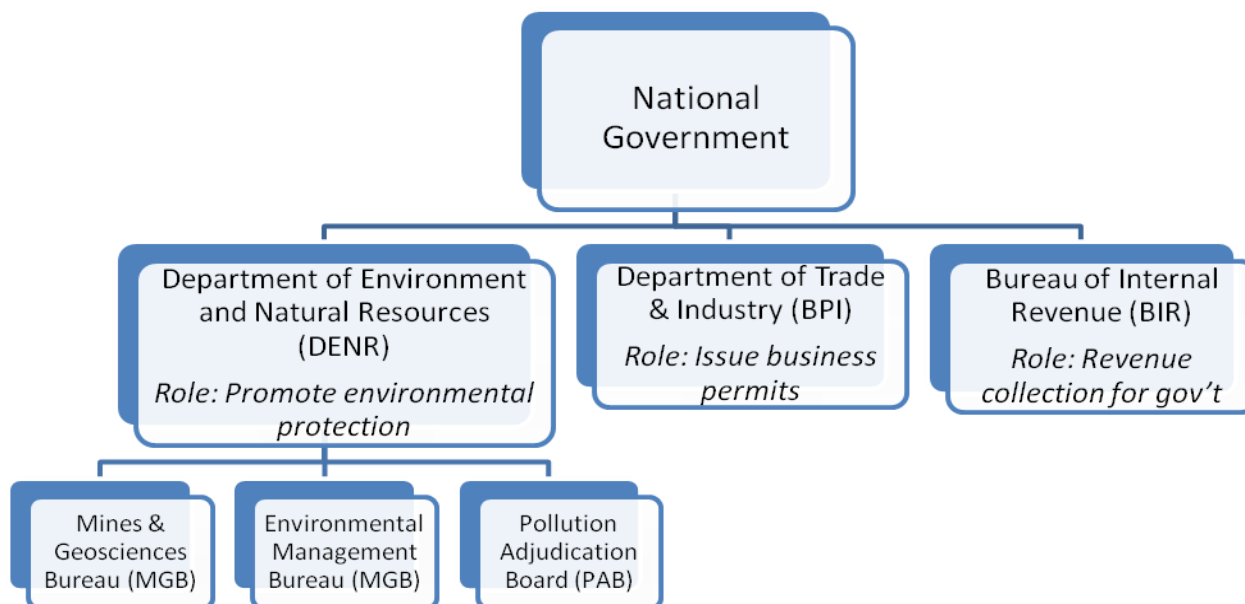 National
Government
Department of Environment
and Natural Resources
(DENR)
Role: Promote environmental
protection
Department of Trade
& Industry (BPI)
Role: Issue business
permits
Bureau of Internal
Revenue (BIR)
Role: Revenue
collection for gov’t
Mines &
Geosciences
Bureau (MGB)
Environmental
Management
Bureau (MGB)
Pollution
Adjudication
Board (PAB)